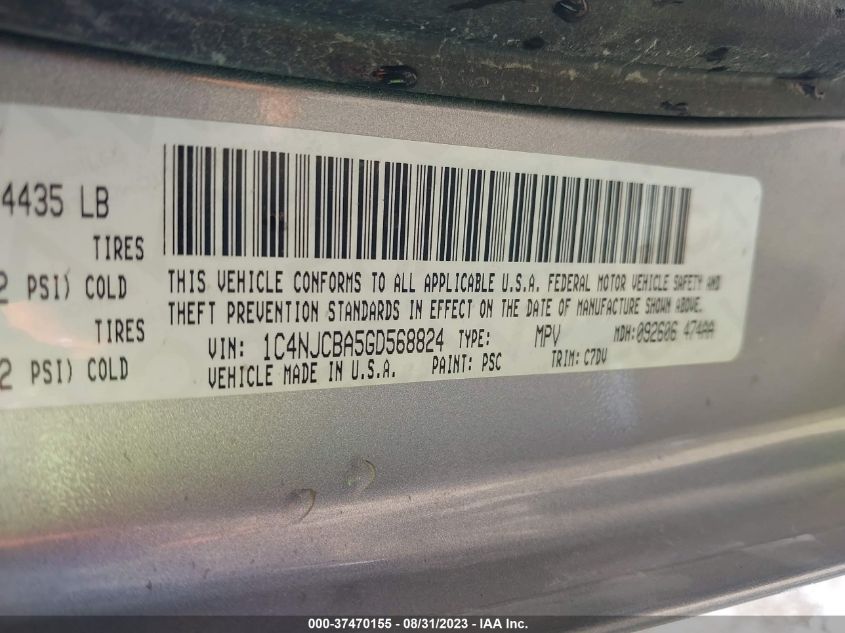 4435 LB
TIRES
2 PSI) COLD
TIRES
2 PSI) COLD
THIS VEHICLE CONFORMS TO ALL APPLICABLE U.S.A. FEDERAL MOTOR VEHICLE SAFETY AND
THEFT PREVENTION STANDARDS IN EFFECT ON THE DATE OF MANUFACTURE SHOWN ABOVE.
VIN: 1C4NJCBA5GD568824 TYPE: MPV MDH:092606 474AA
VEHICLE MADE IN U.S.A. PAINT: PSC TRIM: C7DV
000-37470155 - 08/31/2023 - IAA Inc.